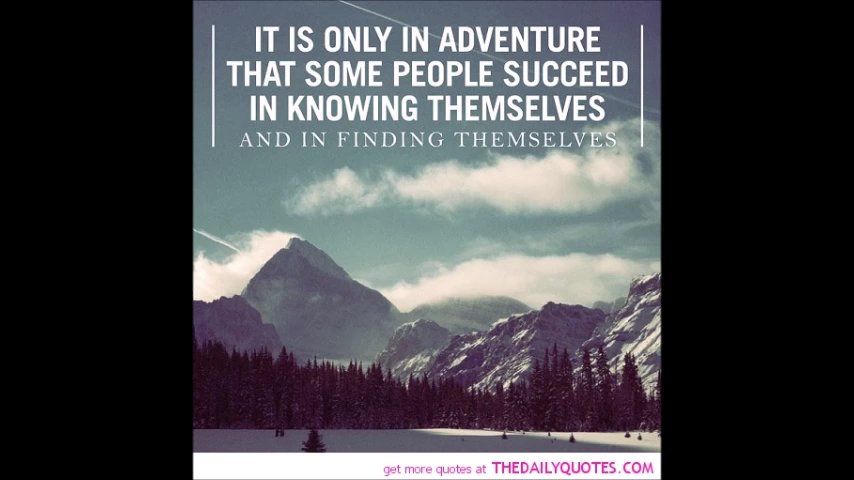 IT IS ONLY IN ADVENTURE
THAT SOME PEOPLE SUCCEED
IN KNOWING THEMSELVES
AND IN FINDING THEMSELVES
get more quotes at THEDAILYQUOTES.COM